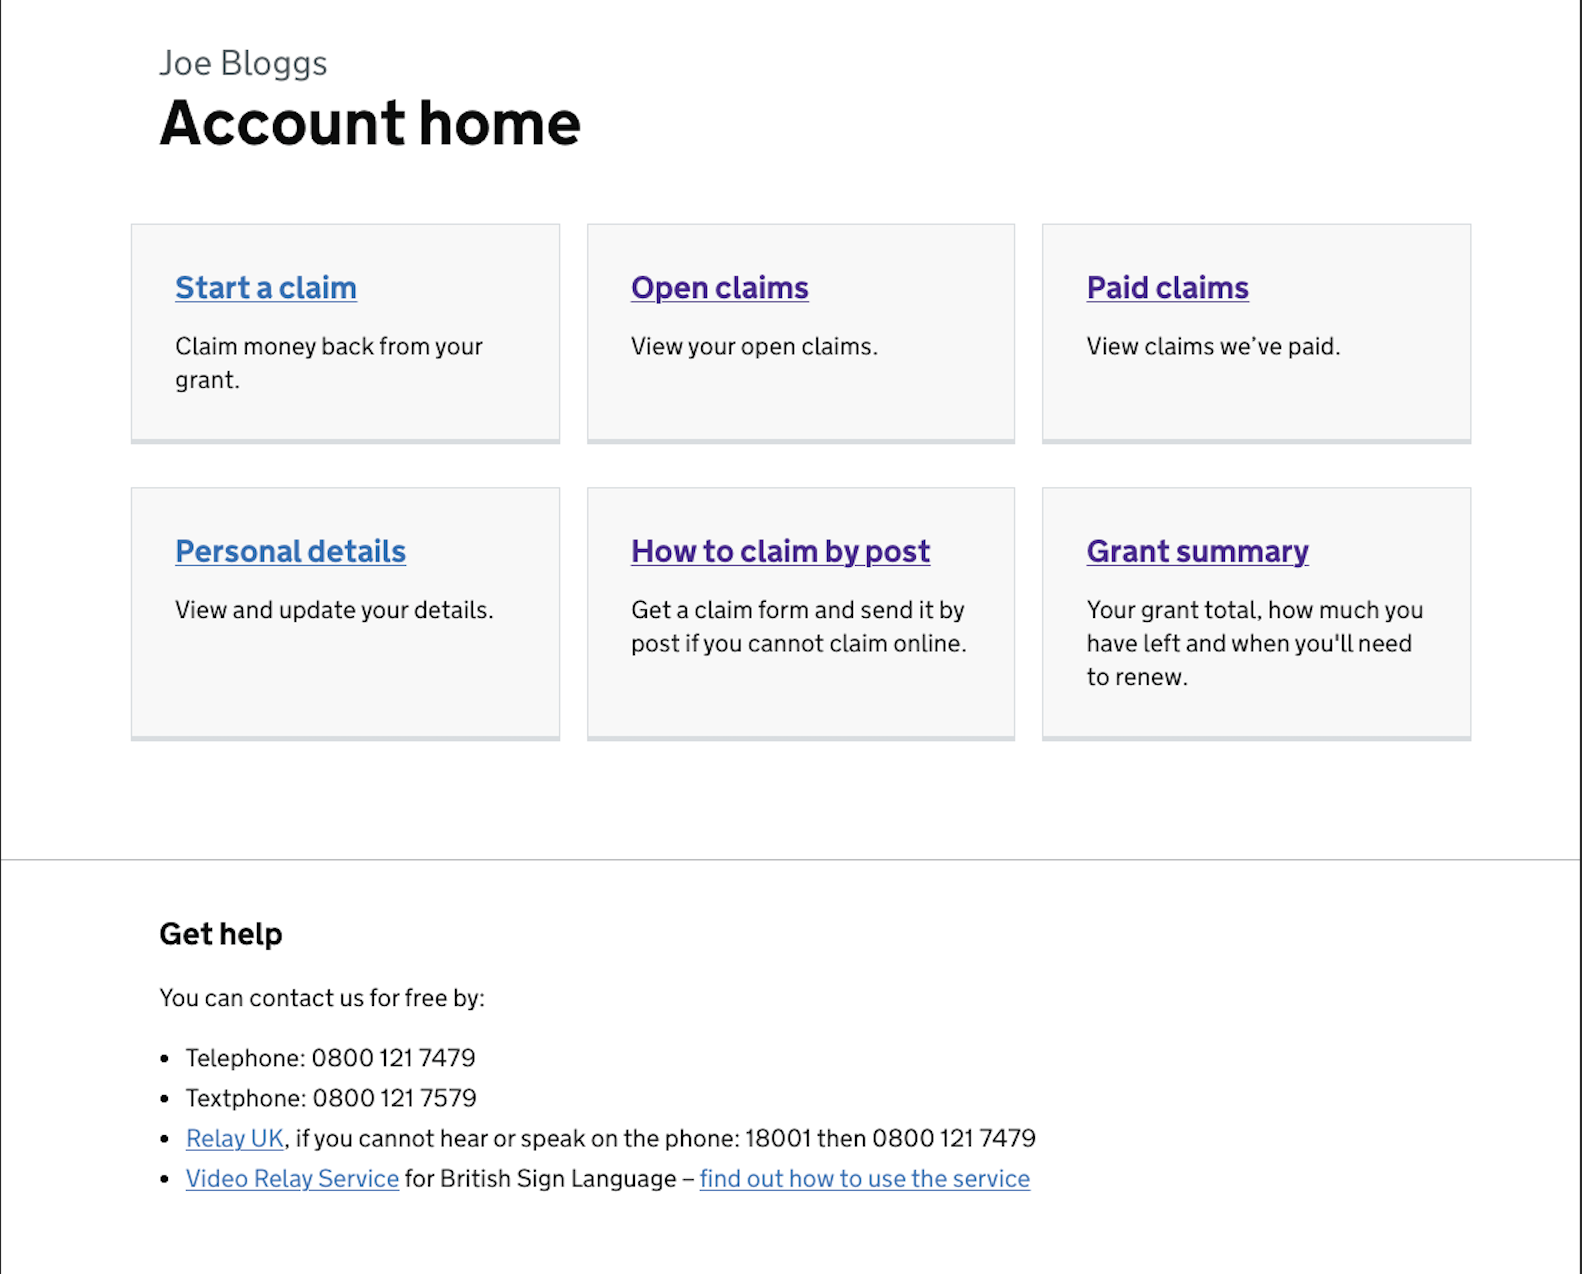 Joe Bloggs
Account home
Start a claim
Claim money back from your
grant.
Open claims
View your open claims.
Paid claims
View claims we’ve paid.
Personal details
View and update your details.
How to claim by post
Get a claim form and send it by
post if you cannot claim online.
Grant summary
Your grant total, how much you
have left and when you'll need
to renew.
Get help
You can contact us for free by:
• Telephone: 0800 121 7479
• Textphone: 0800 121 7579
• Relay UK, if you cannot hear or speak on the phone: 18001 then 0800 121 7479
• Video Relay Service for British Sign Language – find out how to use the service